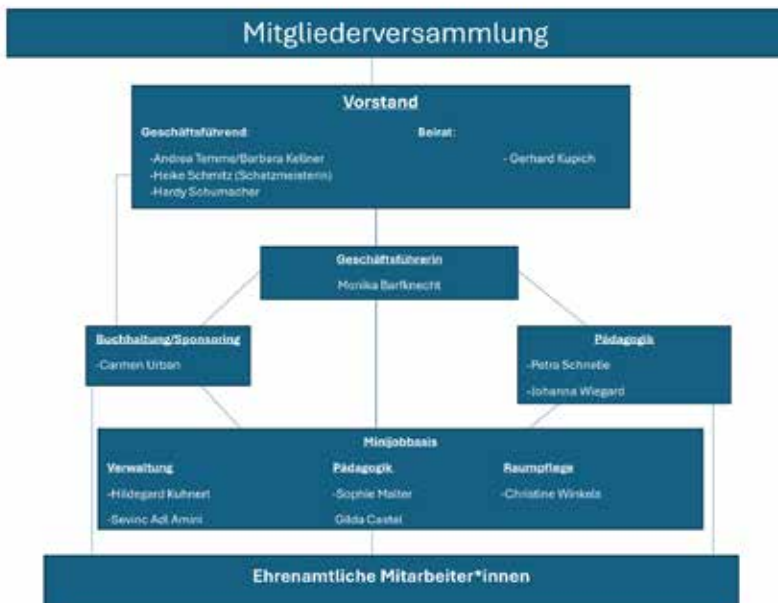 Mitgliederversammlung
Vorstand
Geschäftsführend: Beirat:
-Andrea Temme/Barbara Keßner - Gerhard Kupich
-Heike Schmitz (Schatzmeisterin)
-Hardy Schumacher
Geschäftsführerin
Monika Barfknecht
Buchhaltung/Sponsoring
-Carmen Urban
Pädagogik
-Petra Schnelle
-Johanna Wiegard
Minijobbasis
Verwaltung Pädagogik Raumpflege
-Hildegard Kuhnert -Sophie Malter -Christine Winkels
-Sevinc Adl Amini Gilda Castel
Ehrenamtliche Mitarbeiter*innen